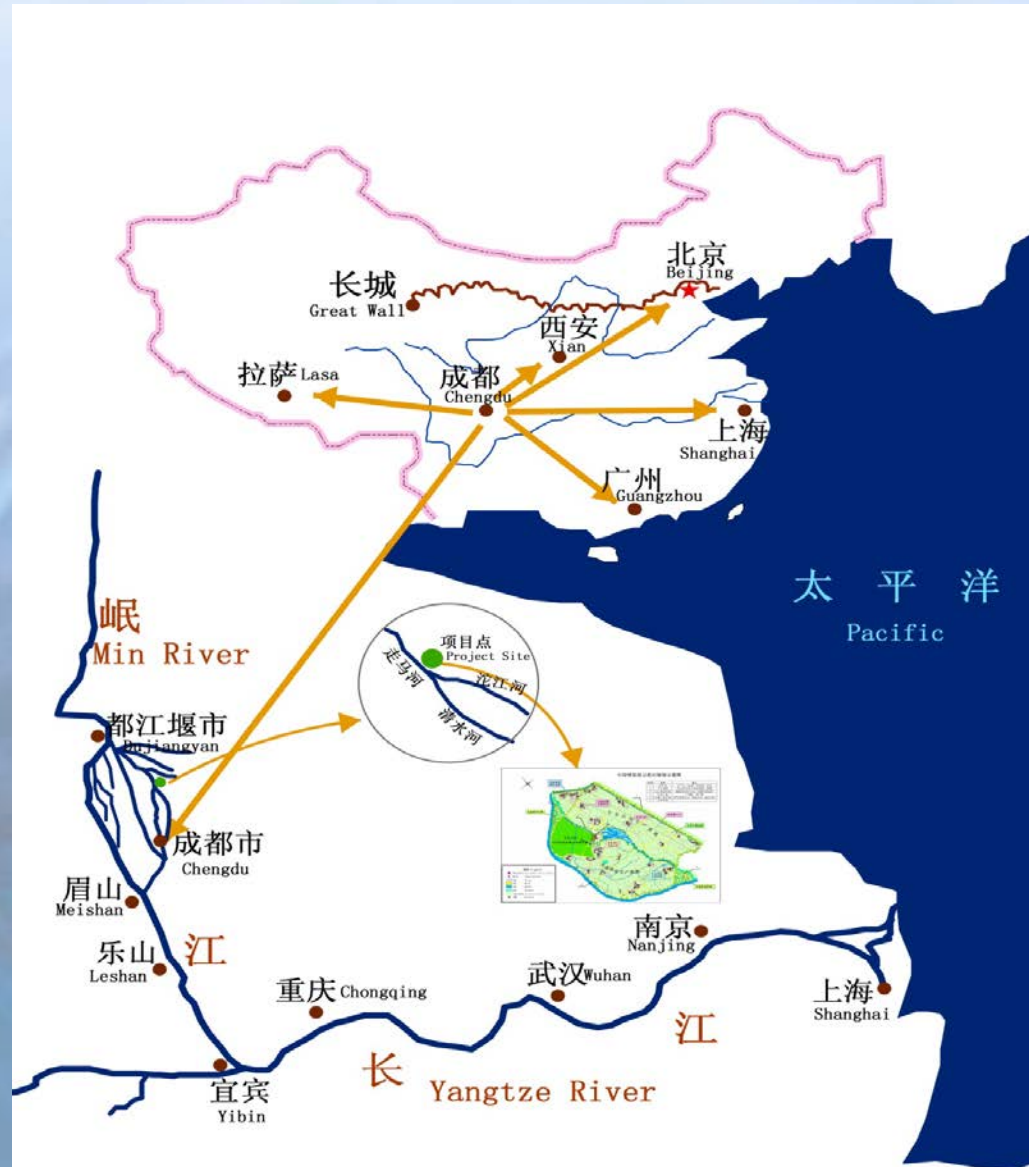 北京
Beijing
长城
Great Wall
西安
Xian
拉萨 Lasa
成都
Chengdu
上海
Shanghai
广州
Guangzhou
太 平 洋
Pacific
岷
Min River
项目点
Project Site
走马河
沱江河
清水河
都江堰市
Dujiangyan
成都市
Chengdu
眉山
Meishan
江
乐山
Leshan
南京
Nanjing
重庆 Chongqing
武汉 Wuhan
上海
Shanghai
江
长
Yangtze River
宜宾
Yibin